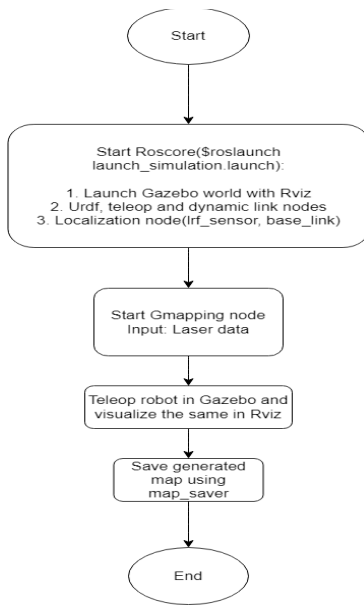 Start
Start Roscore($roslaunch
launch_simulation.launch):
1. Launch Gazebo world with Rviz
2. Urdf, teleop and dynamic link nodes
3. Localization node(lrf_sensor, base_link)
Start Gmapping node
Input: Laser data
Teleop robot in Gazebo and
visualize the same in Rviz
Save generated
map using
map_saver
End